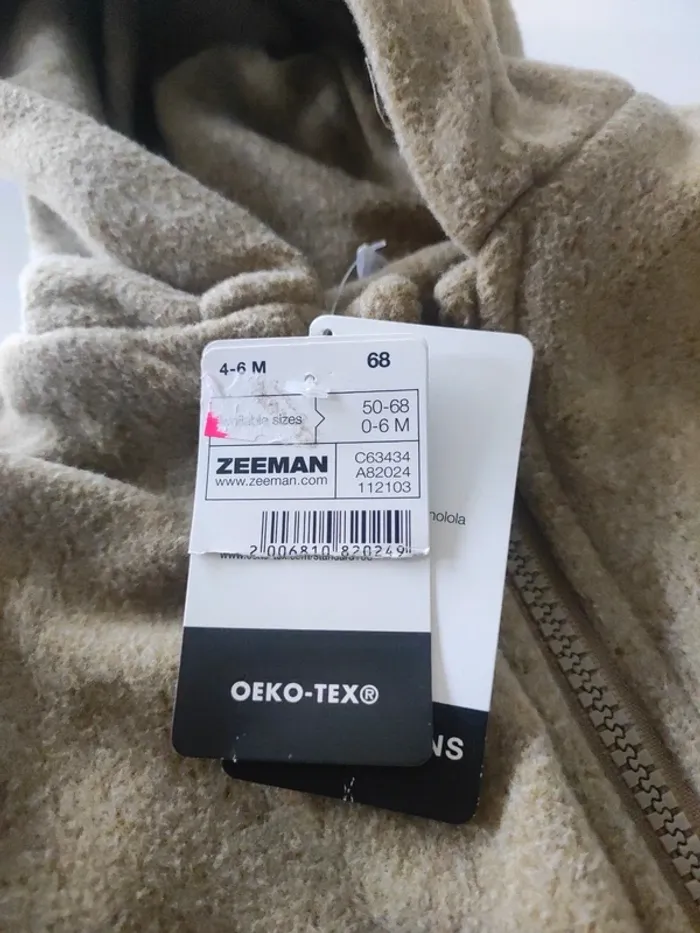 4-6 M 68
sizes 50-68
0-6 M
ZEEMAN C63434
www.zeeman.com A82024
112103
2 006810 820249
OEKO-TEX®